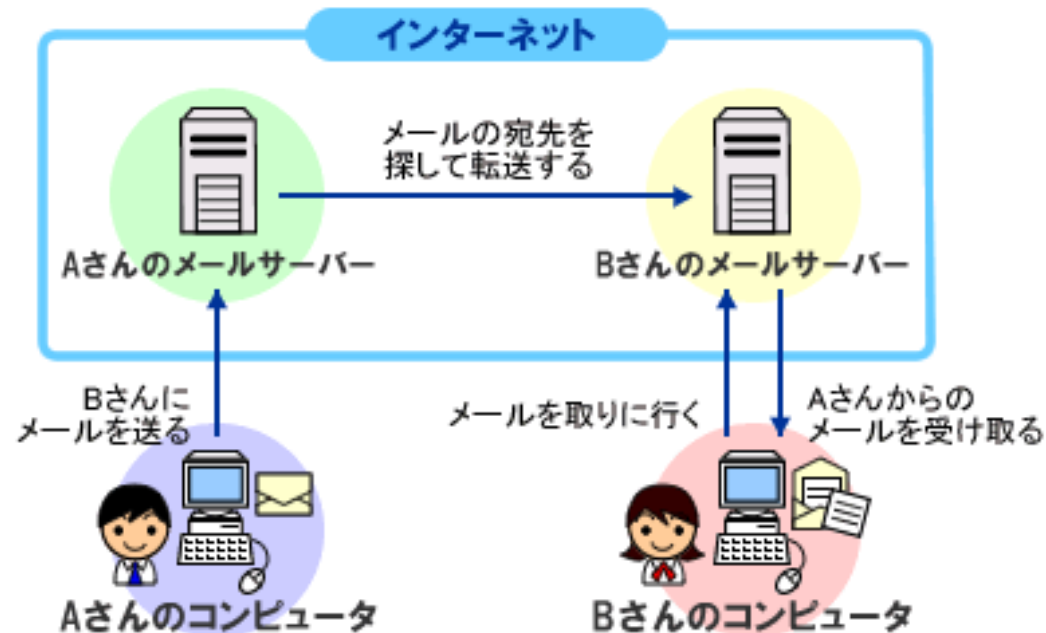 インターネット
メールの宛先を
探して転送する
Aさんのメールサーバー
Bさんのメールサーバー
Bさんに
メールを送る
メールを取りに行く
Aさんからの
メールを受け取る
Aさんのコンピュータ
Bさんのコンピュータ